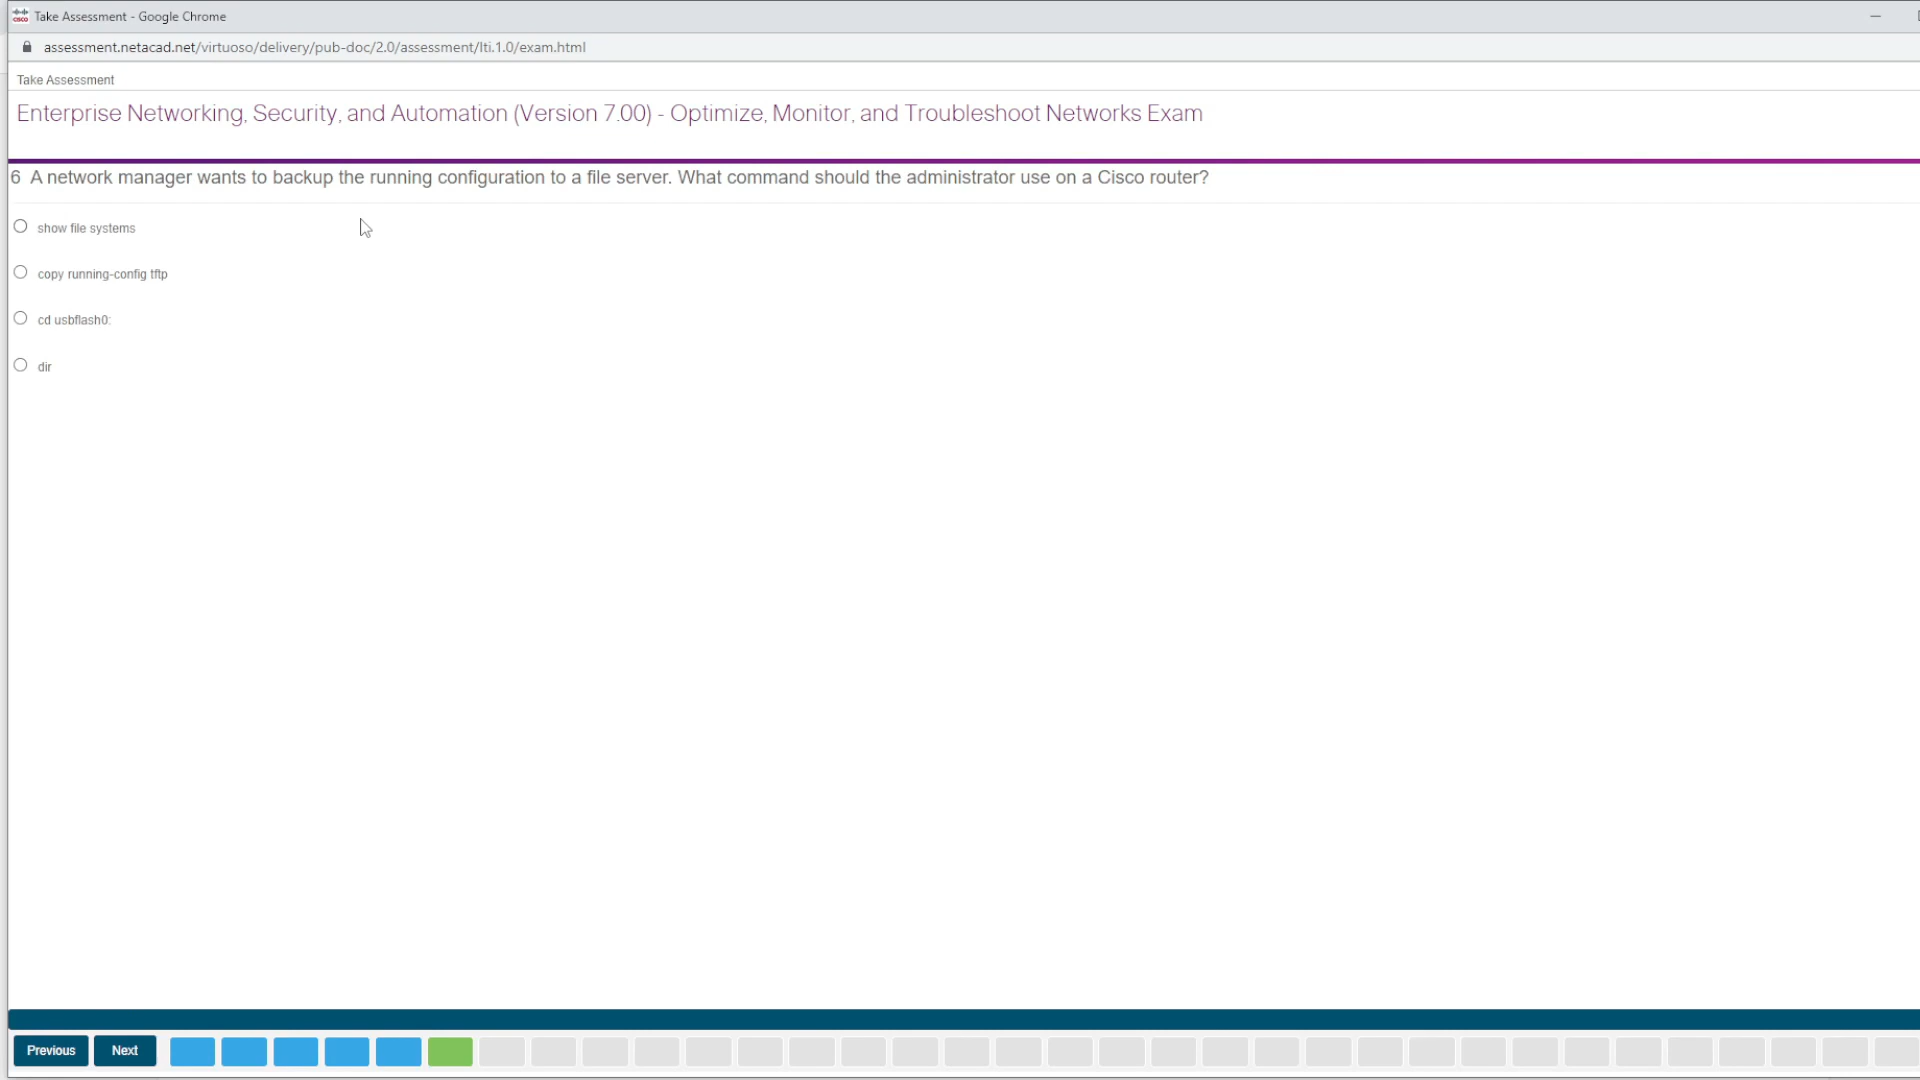 Take Assessment - Google Chrome
assessment.netacad.net/virtuoso/delivery/pub-doc/2.0/assessment/lti.1.0/exam.html
Take Assessment
Enterprise Networking, Security, and Automation (Version 7.00) - Optimize, Monitor, and Troubleshoot Networks Exam
6 A network manager wants to backup the running configuration to a file server. What command should the administrator use on a Cisco router?
show file systems
copy running-config tftp
cd usbflash0:
dir
Previous Next